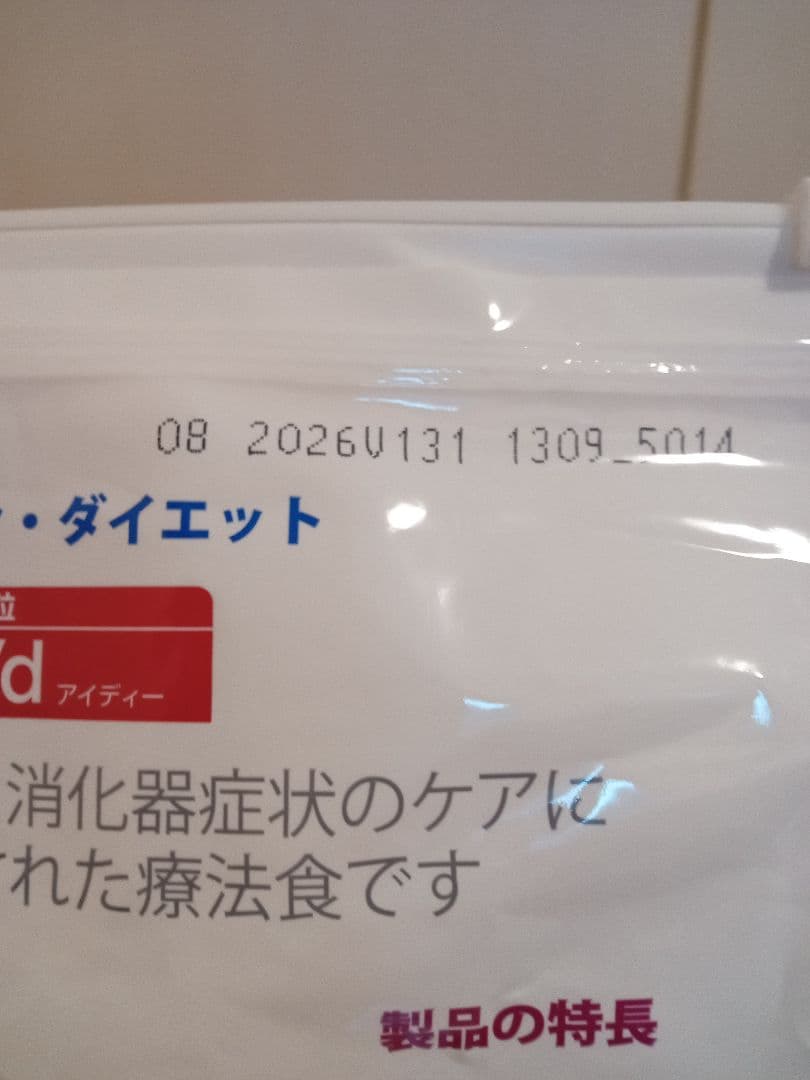 08 2026V131 1309_5014
・ダイエット
位
/d アイディー
消化器症状のケアに
れた療法食です
製品の特長